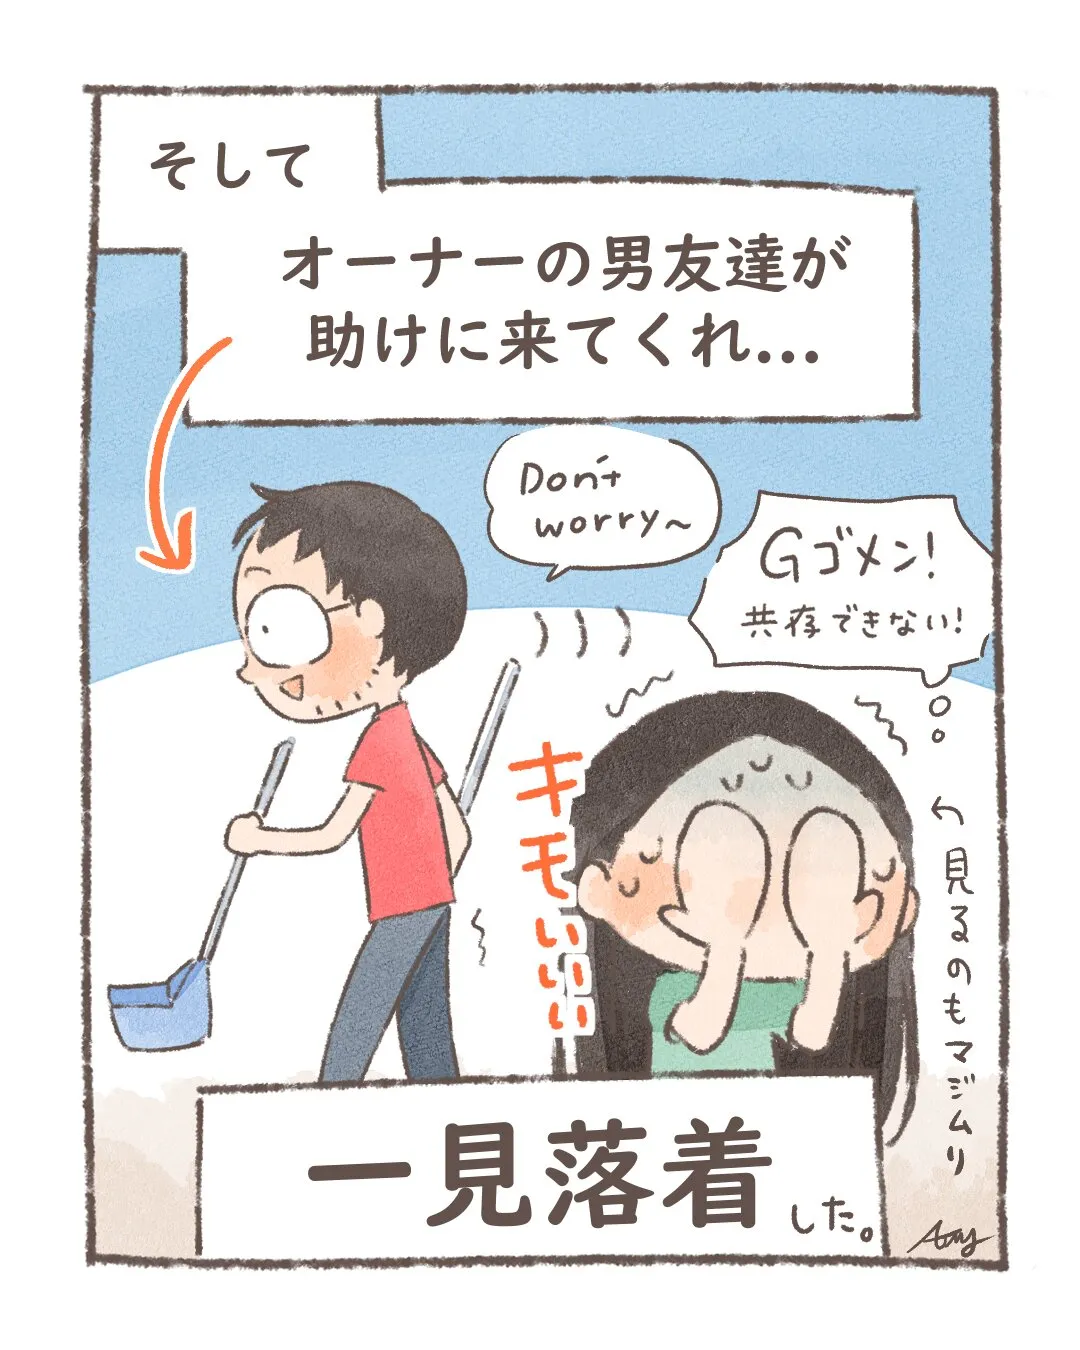 そして
オーナーの男友達が
助けに来てくれ...
Don't
worry~
Gゴメン!
共存できない!
キモいいい
見るのもマジムリ
一見落着
した。
Amy